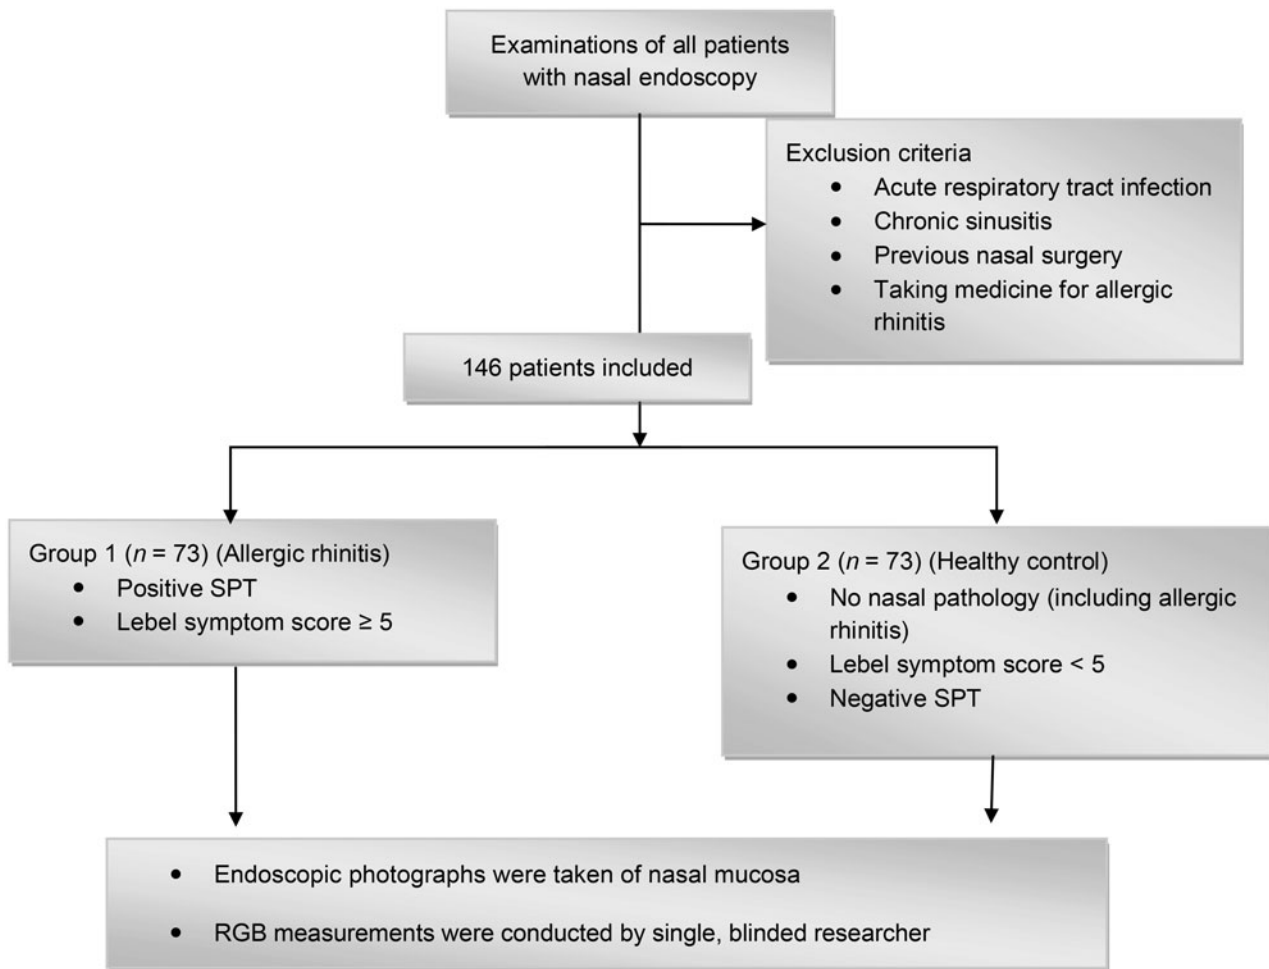 Examinations of all patients
with nasal endoscopy
Exclusion criteria
• Acute respiratory tract infection
• Chronic sinusitis
• Previous nasal surgery
• Taking medicine for allergic
rhinitis
146 patients included
Group 1 (n = 73) (Allergic rhinitis)
• Positive SPT
• Lebel symptom score ≥ 5
Group 2 (n = 73) (Healthy control)
• No nasal pathology (including allergic
rhinitis)
• Lebel symptom score < 5
• Negative SPT
• Endoscopic photographs were taken of nasal mucosa
• RGB measurements were conducted by single, blinded researcher